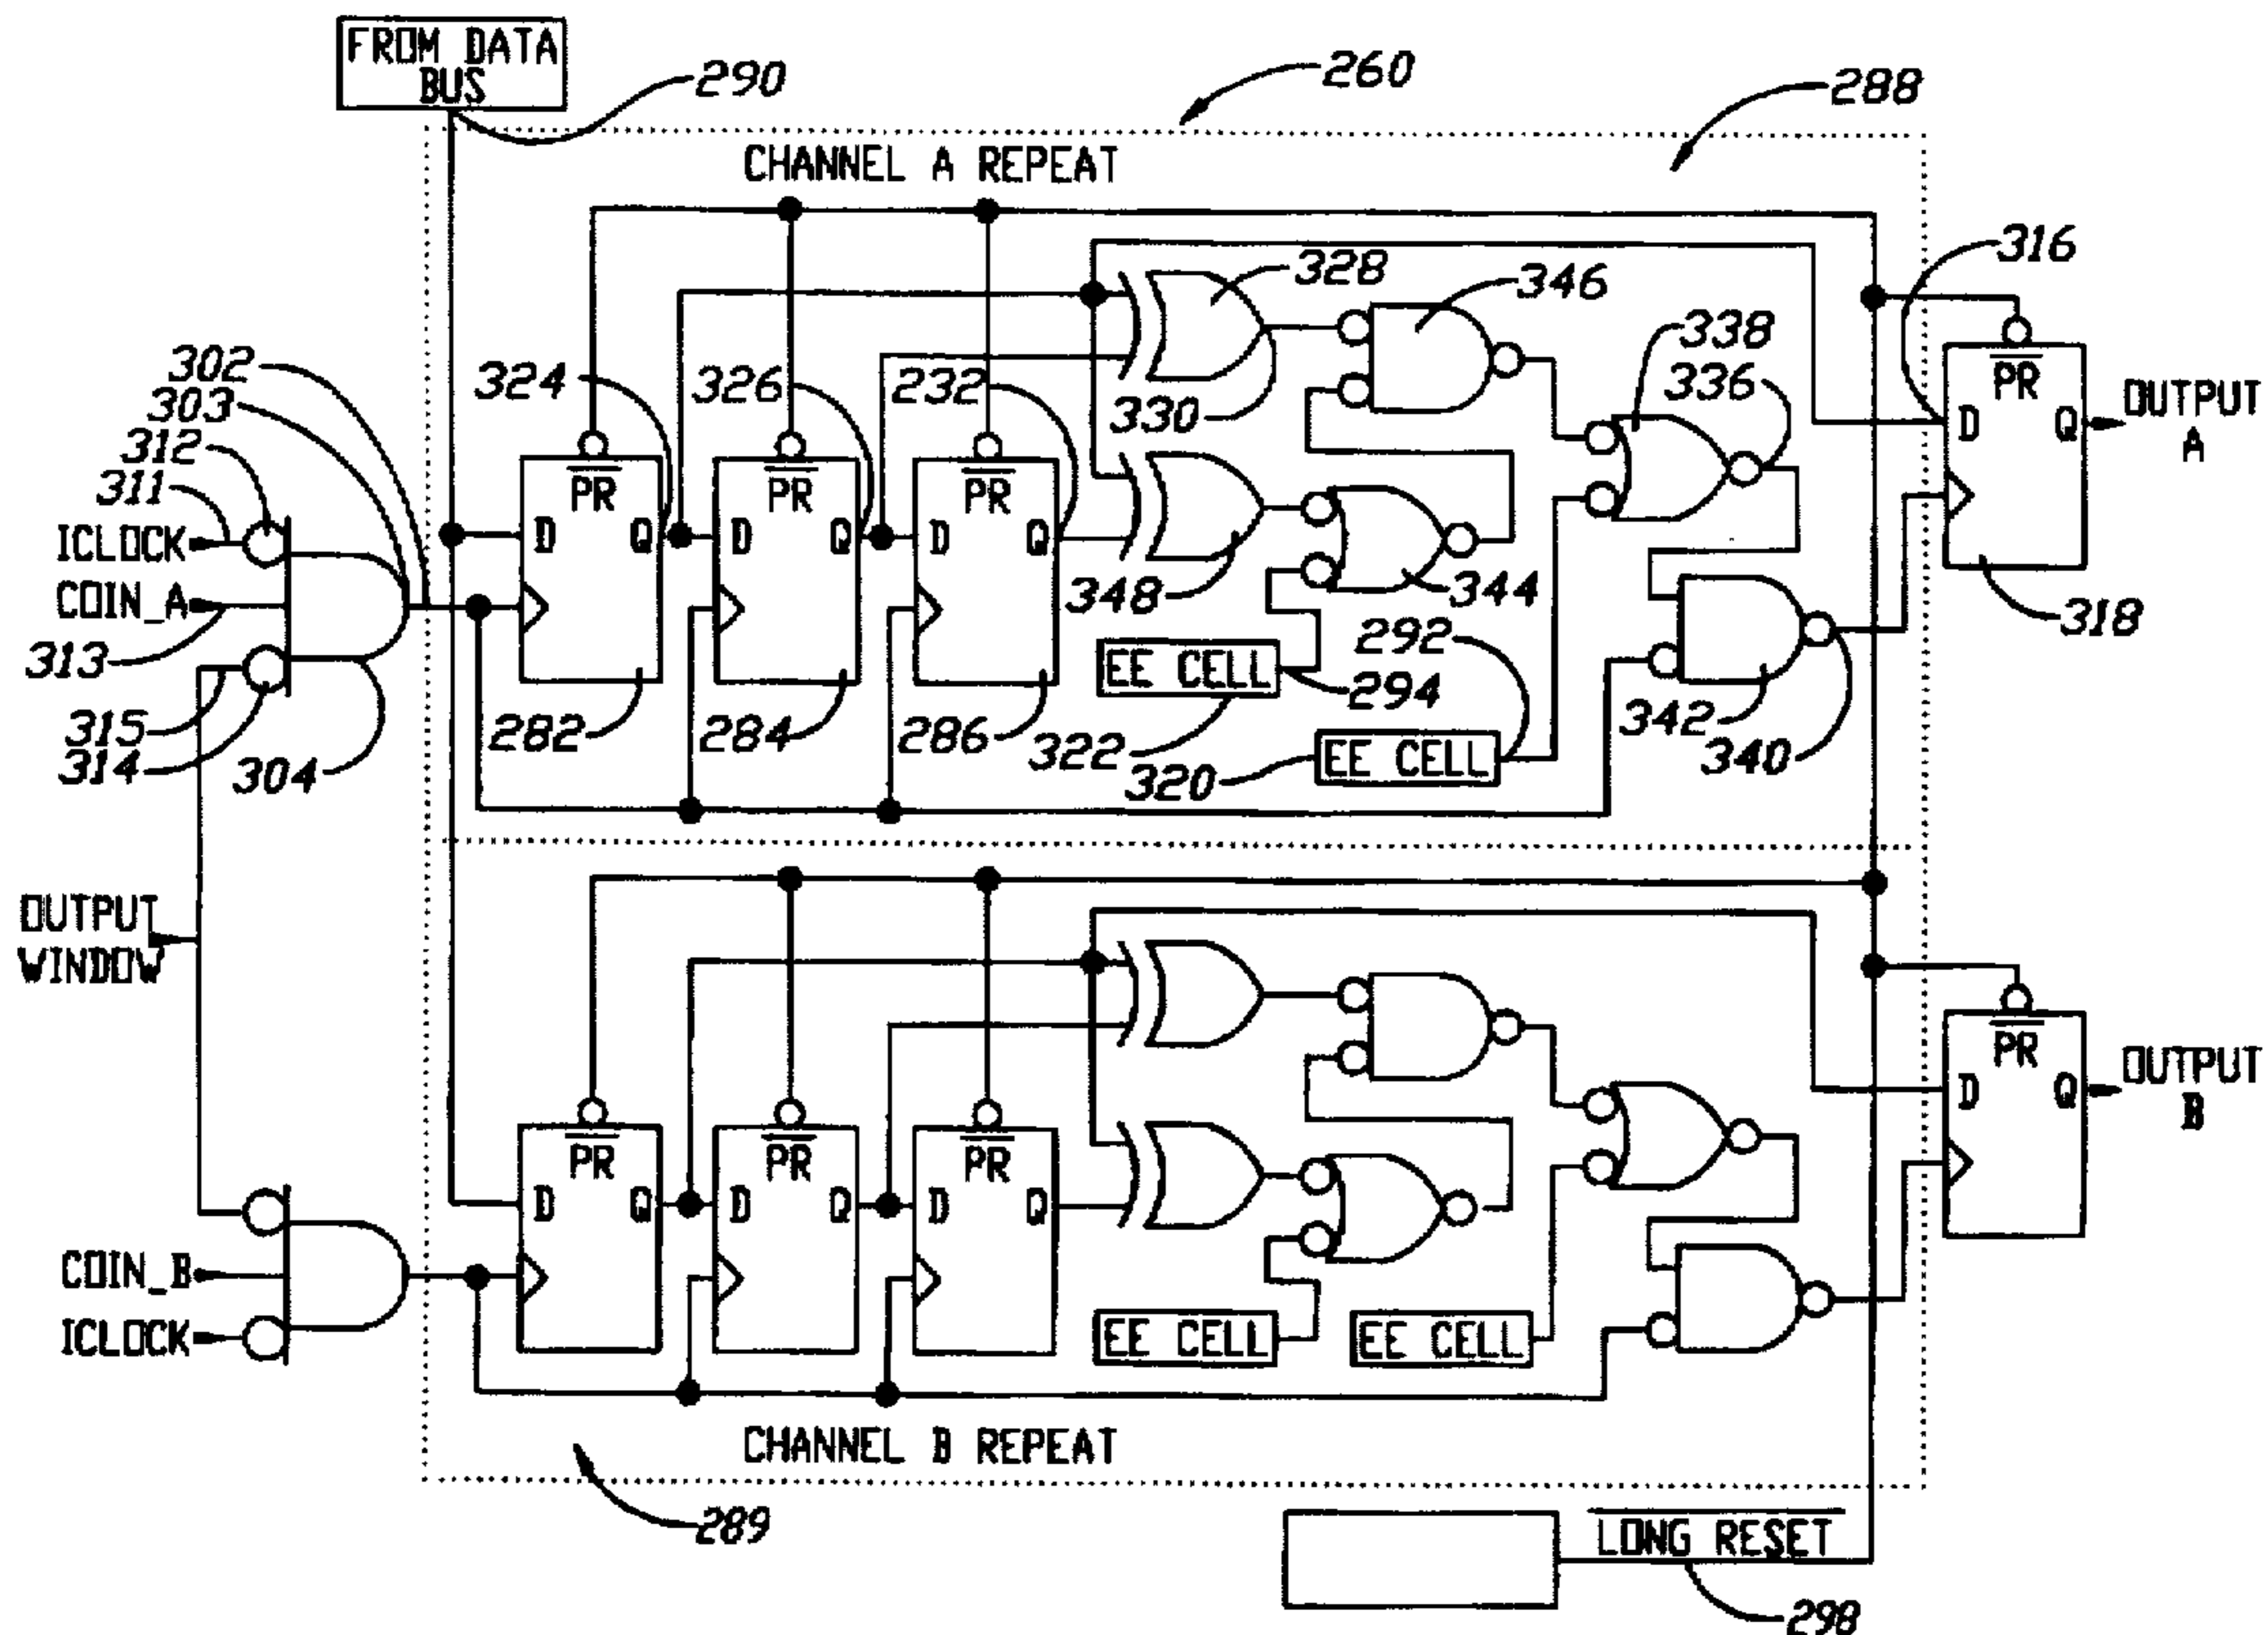 FROM DATA
BUS
290
260
288
CHANNEL A REPEAT
316
328
346
338
336
302
303
312
311
324
326
232
330
PR
OUTPUT
A
D
Q
PR
PR
PR
ICLOCK
D
Q
D
Q
D
Q
COIN_A
313
348
344
318
292
EE CELL
294
315
314
304
282
284
286
322
320
EE CELL
342
340
OUTPUT
WINDOW
PR
OUTPUT
B
D
Q
PR
PR
PR
D
Q
D
Q
D
Q
COIN_B
ICLOCK
EE CELL
EE CELL
CHANNEL B REPEAT
289
LONG RESET
298